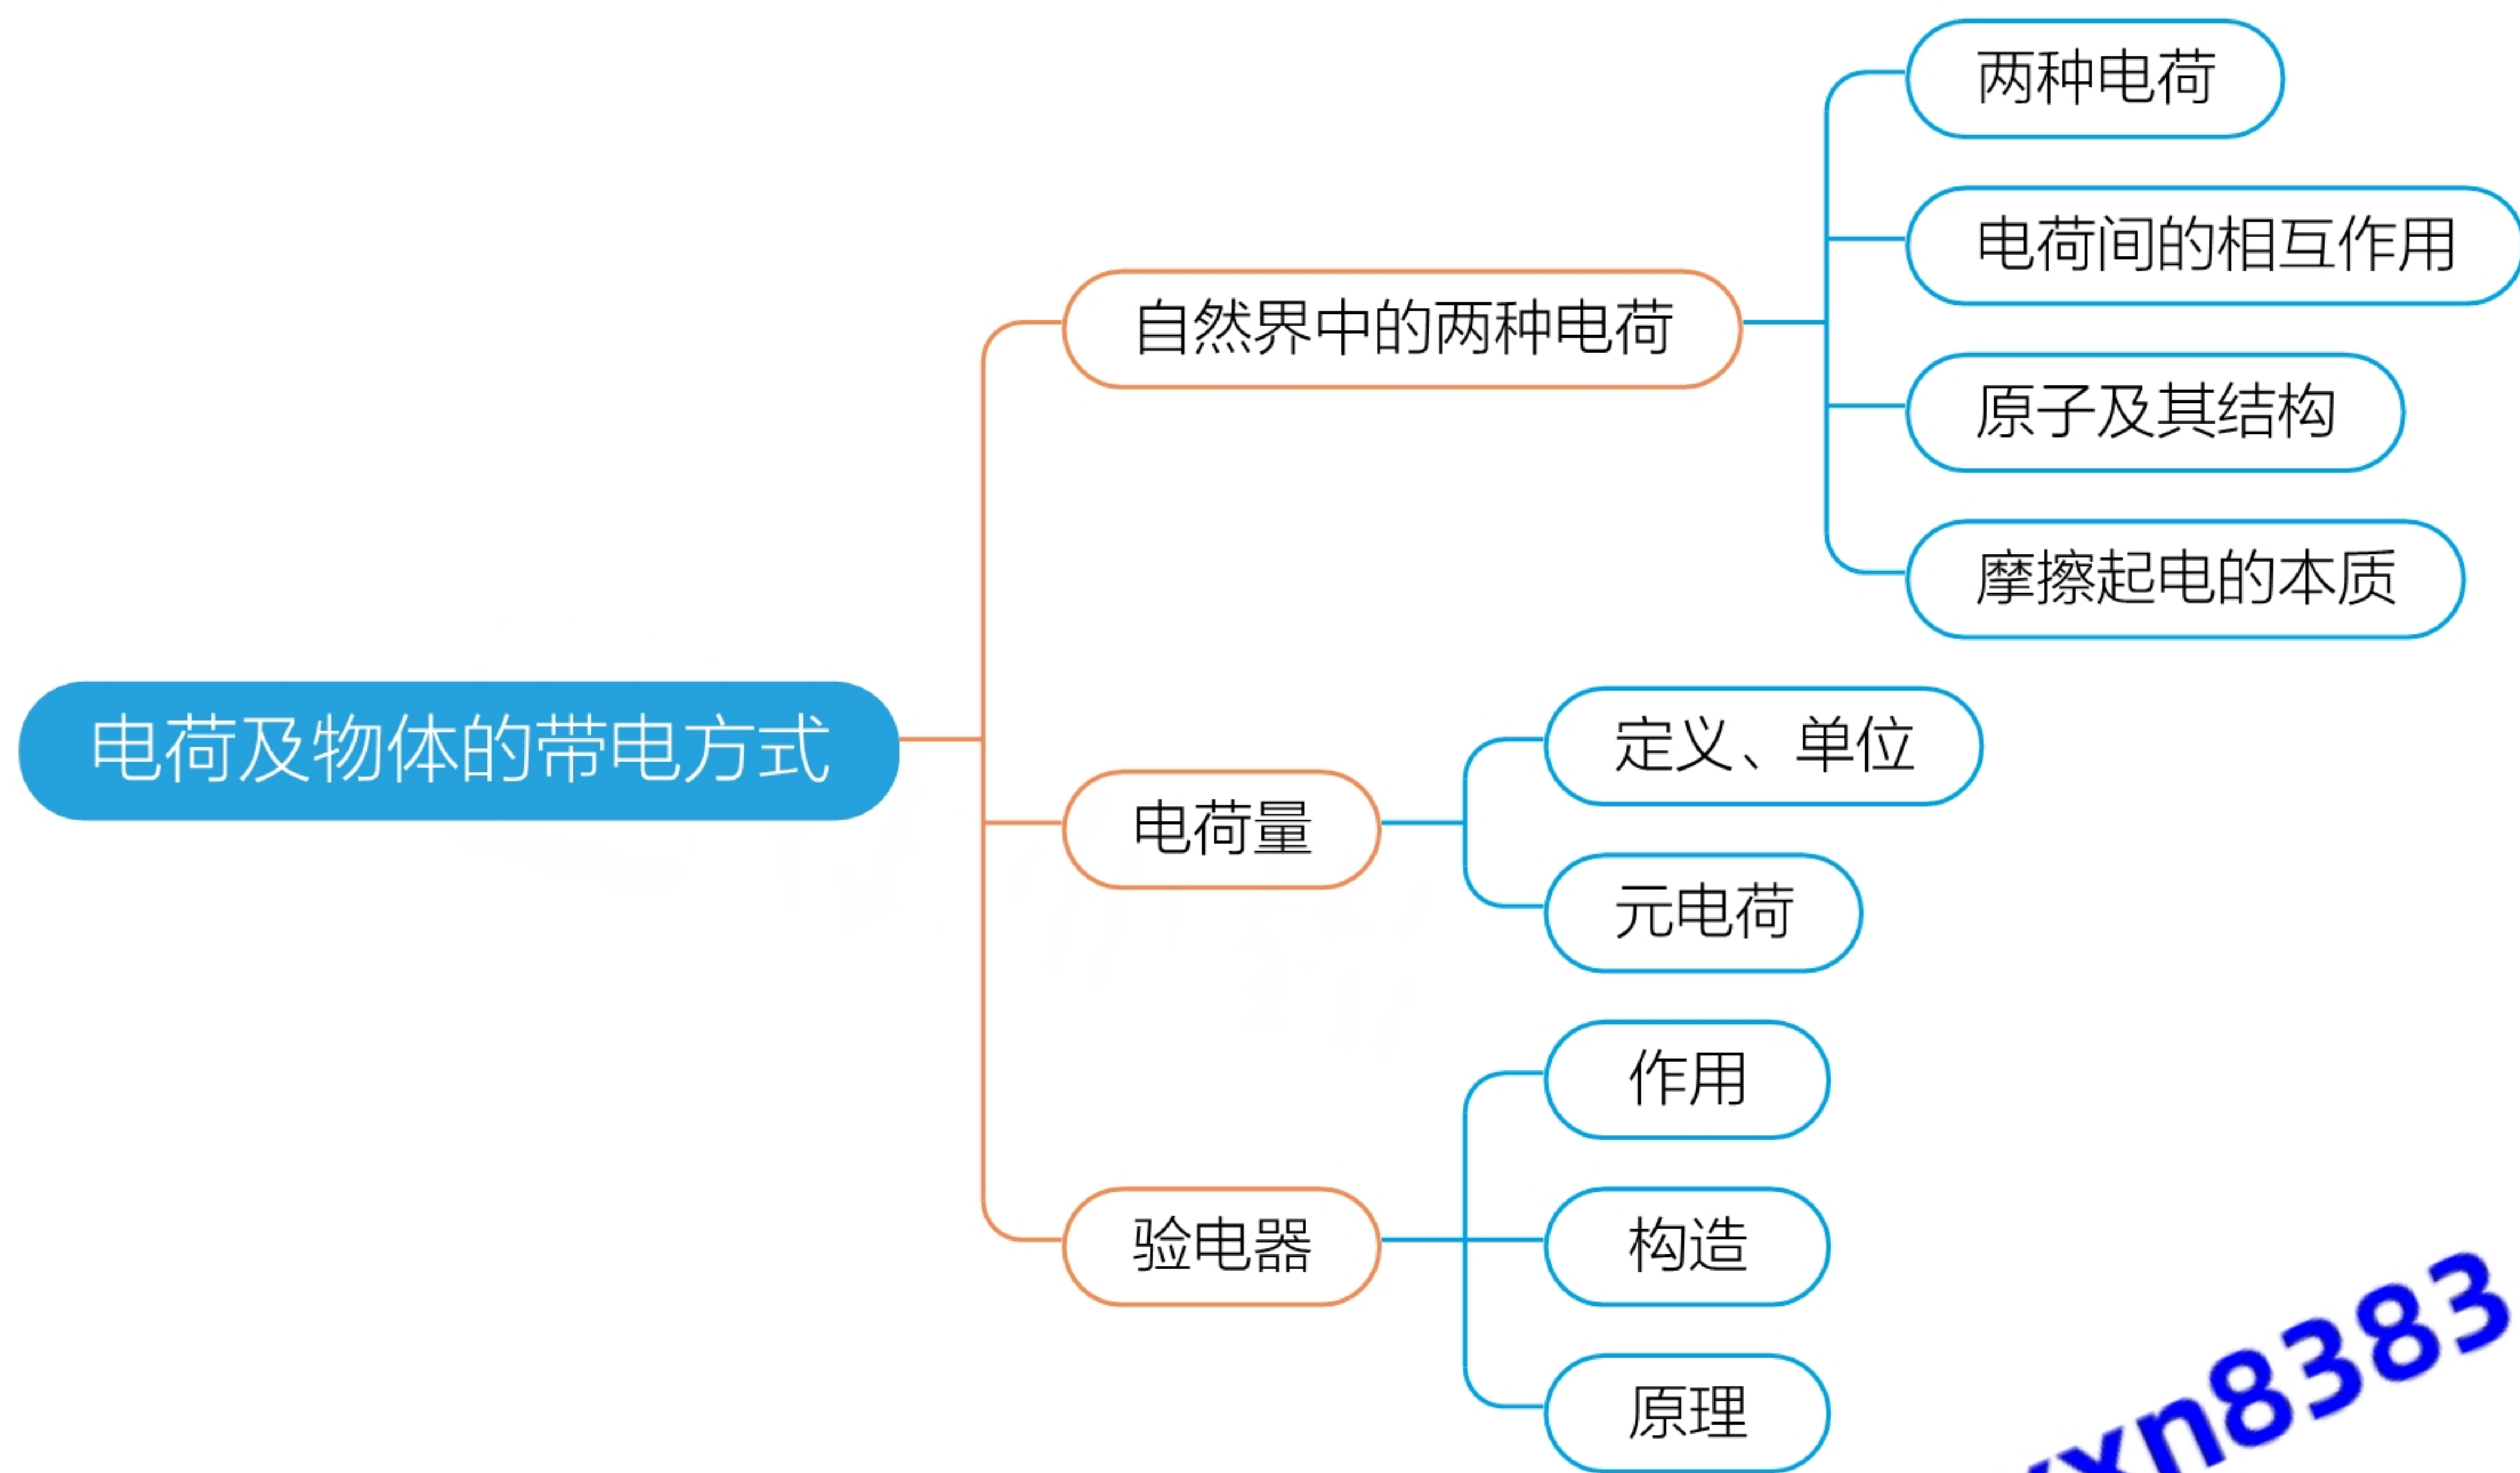 电荷及物体的带电方式
自然界中的两种电荷
两种电荷
电荷间的相互作用
原子及其结构
摩擦起电的本质
电荷量
定义、单位
元电荷
验电器
作用
构造
原理
xn8383